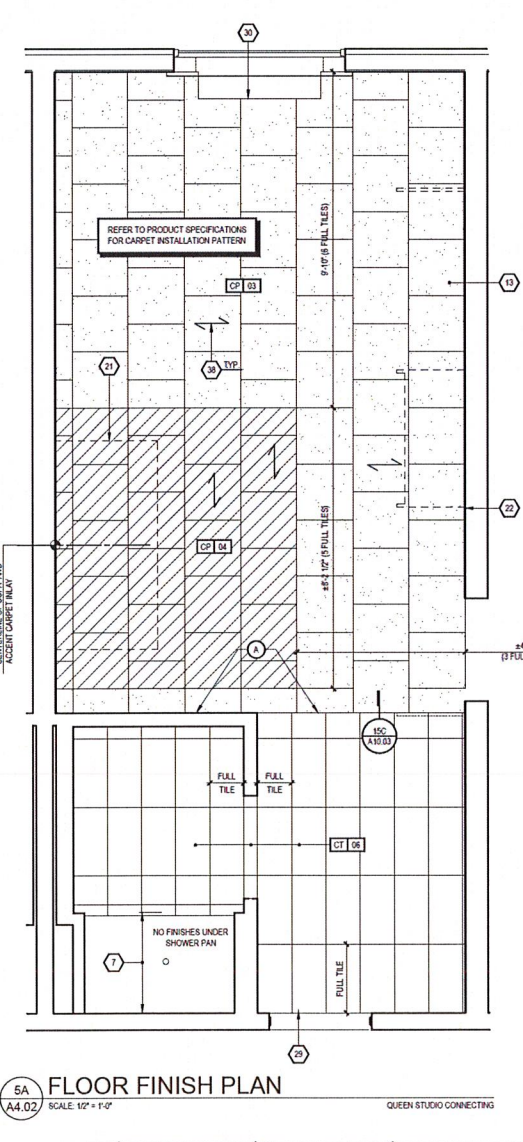 30
REFER TO PRODUCT SPECIFICATIONS
FOR CARPET INSTALLATION PATTERN
9'-10" (6 FULL TILES)
CP 03
13
21
38 TYP
22
CP 04
±8'-2 1/2" (5 FULL TILES)
ACCENT CARPET INLAY
A
(3 FUL
15C
A10.03
FULL
TILE
FULL
TILE
CT 06
NO FINISHES UNDER
SHOWER PAN
7
FULL TILE
29
5A
A4.02
FLOOR FINISH PLAN
SCALE: 1/2" = 1'-0"
QUEEN STUDIO CONNECTING